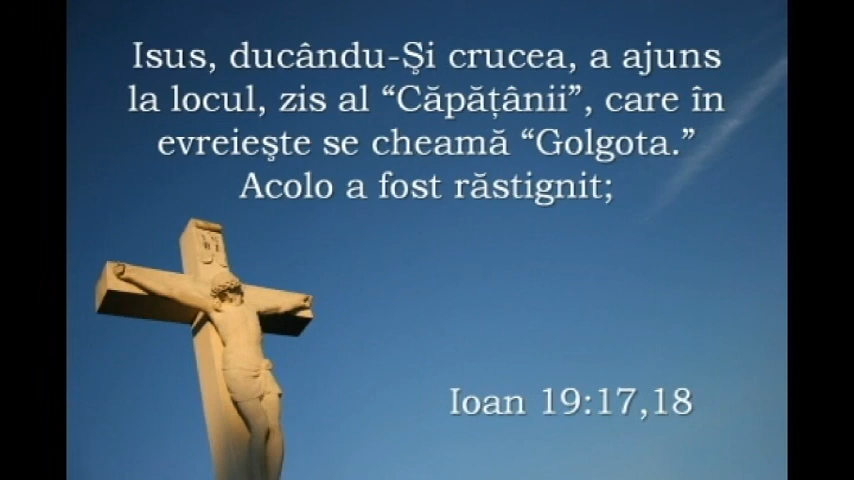 Isus, ducându-Şi crucea, a ajuns
la locul, zis al “Căpăţânii”, care în
evreieşte se cheamă “Golgota.”
Acolo a fost răstignit;
Ioan 19:17,18